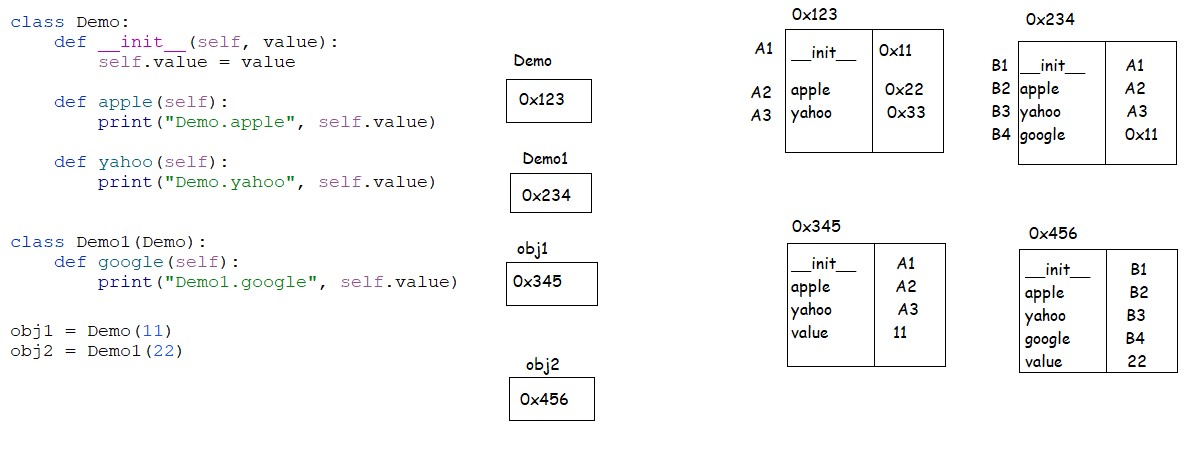 class Demo:
    def __init__(self, value):
        self.value = value

    def apple(self):
        print("Demo.apple", self.value)

    def yahoo(self):
        print("Demo.yahoo", self.value)

class Demo1(Demo):
    def google(self):
        print("Demo1.google", self.value)

obj1 = Demo(11)
obj2 = Demo1(22)

Demo
0x123
Demo1
0x234
obj1
0x345
obj2
0x456

0x123
A1 __init__ 0x11
A2 apple 0x22
A3 yahoo 0x33

0x234
B1 __init__ A1
B2 apple A2
B3 yahoo A3
B4 google 0x11

0x345
__init__ A1
apple A2
yahoo A3
value 11

0x456
__init__ B1
apple B2
yahoo B3
google B4
value 22